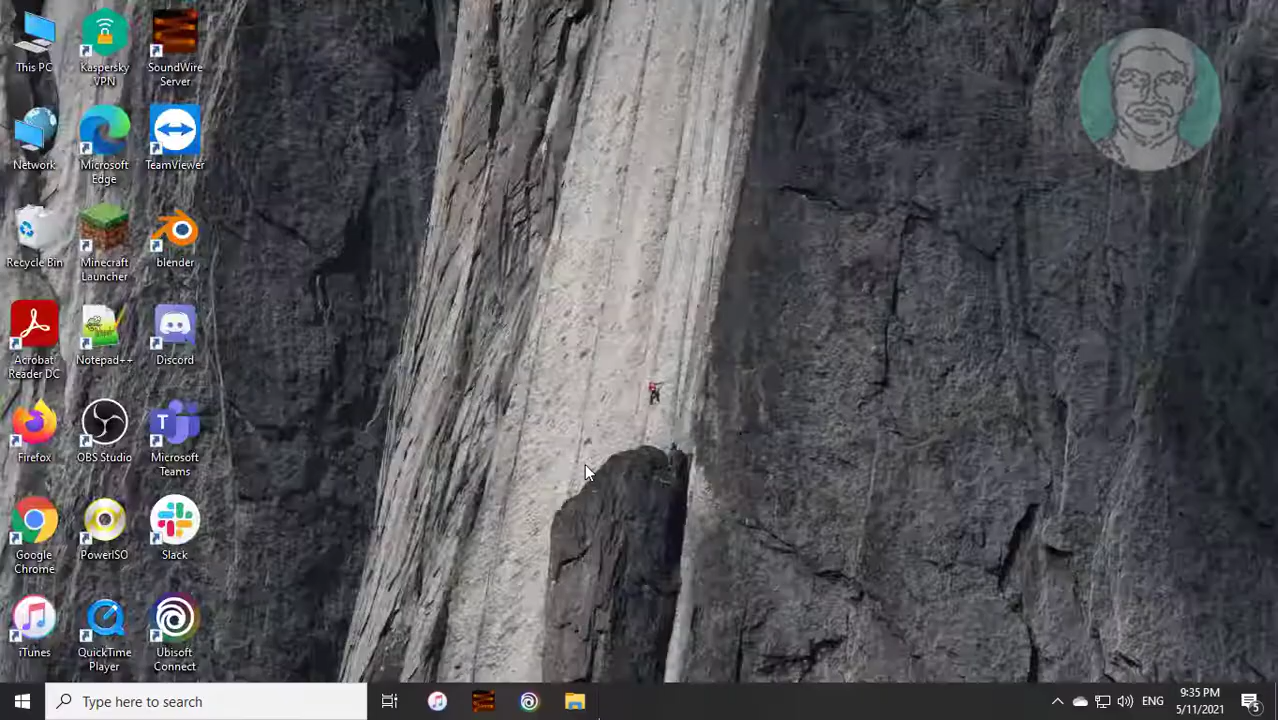 This PC
Kaspersky
VPN
SoundWire
Server
Network
Microsoft
Edge
TeamViewer
Recycle Bin
Minecraft
Launcher
blender
Acrobat
Reader DC
Notepad++
Discord
Firefox
OBS Studio
Microsoft
Teams
Google
Chrome
PowerISO
Slack
iTunes
QuickTime
Player
Ubisoft
Connect
Type here to search
ENG
9:35 PM
5/11/2021
5